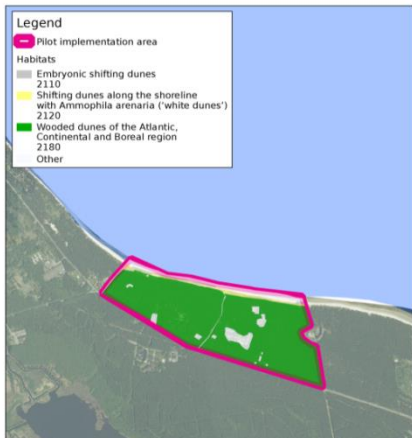 Legend
Pilot implementation area
Habitats
Embryonic shifting dunes
2110
Shifting dunes along the shoreline
with Ammophila arenaria (‘white dunes’)
2120
Wooded dunes of the Atlantic,
Continental and Boreal region
2180
Other